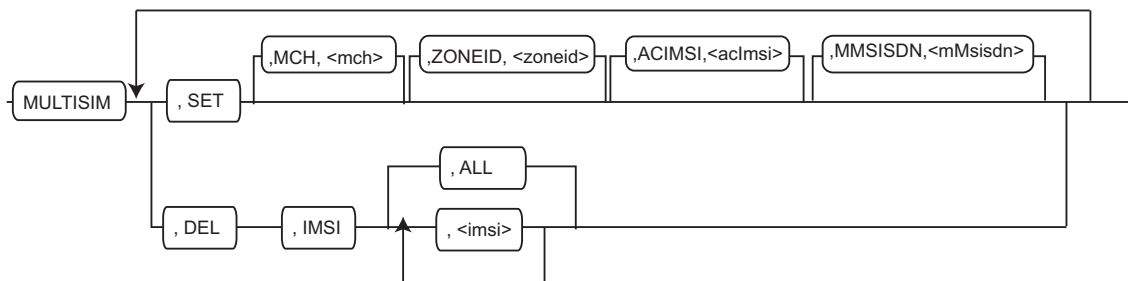 ,MCH, <mch>
,ZONEID, <zoneid>
,ACIMSI,<acImsi>
,MMSISDN,<mMsisdn>
MULTISIM
, SET
, ALL
, DEL
, IMSI
, <imsi>